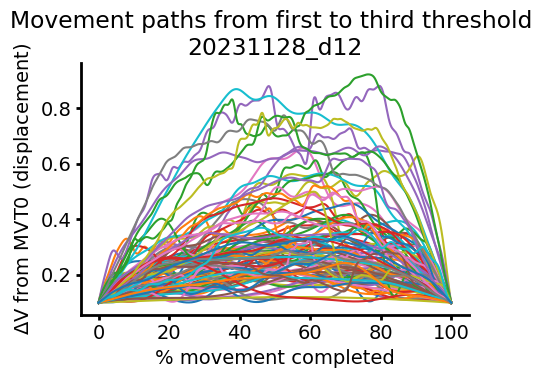 Movement paths from first to third threshold
20231128_d12
ΔV from MVT0 (displacement)
0.8
0.6
0.4
0.2
0 20 40 60 80 100
% movement completed